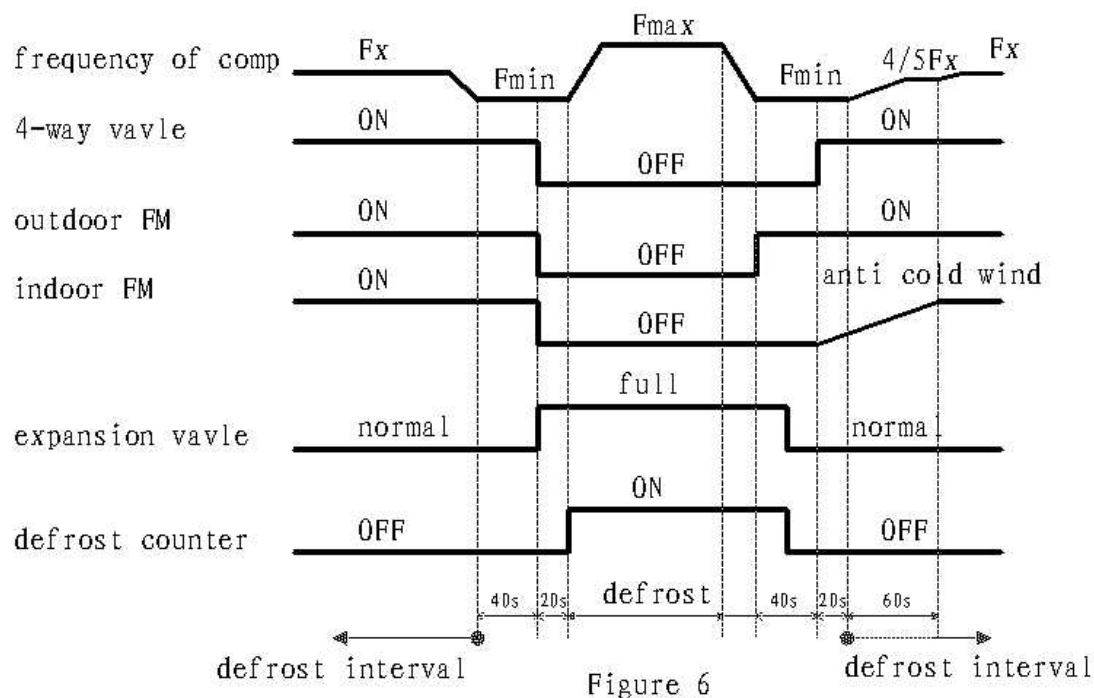 Fmax
frequency of comp Fx Fmin Fmin 4/5Fx Fx
4-way vavle ON OFF ON
outdoor FM ON OFF ON
indoor FM ON OFF anti cold wind
full
expansion vavle normal normal
ON
defrost counter OFF OFF
40s 20s defrost 40s 20s 60s
defrost interval defrost interval
Figure 6